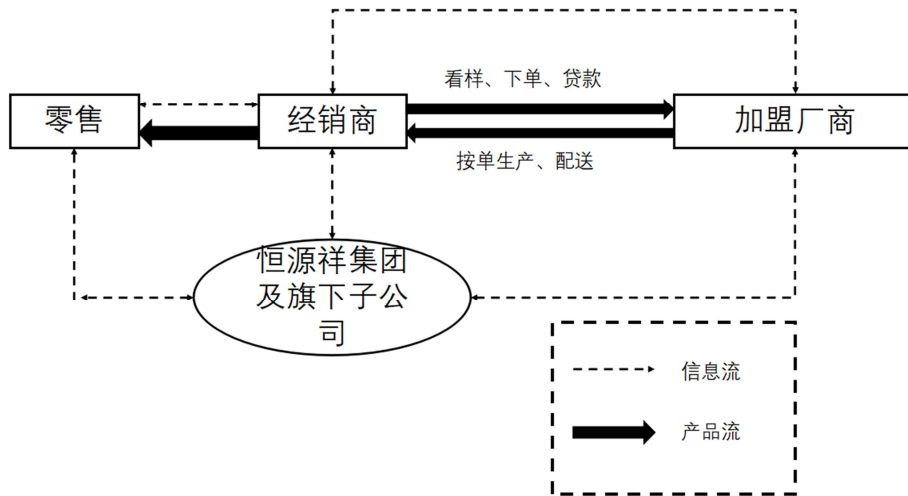 看样、下单、贷款
零售
经销商
加盟厂商
按单生产、配送
恒源祥集团
及旗下子公
司
信息流
产品流